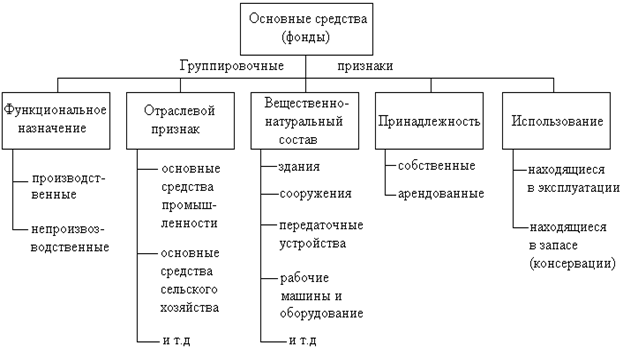 Основные средства
(фонды)
Группировочные признаки
Функциональное
назначение
производст-
венные
непроизвоз-
водственные
Отраслевой
признак
основные
средства
промыш-
ленности
основные
средства
сельского
хозяйства
и т.д
Вещественно-
натуральный
состав
здания
сооружения
передаточные
устройства
рабочие
машины и
оборудование
и т.д
Принадлежность
собственные
арендованные
Использование
находящиеся
в эксплуатации
находящиеся
в запасе
(консервации)